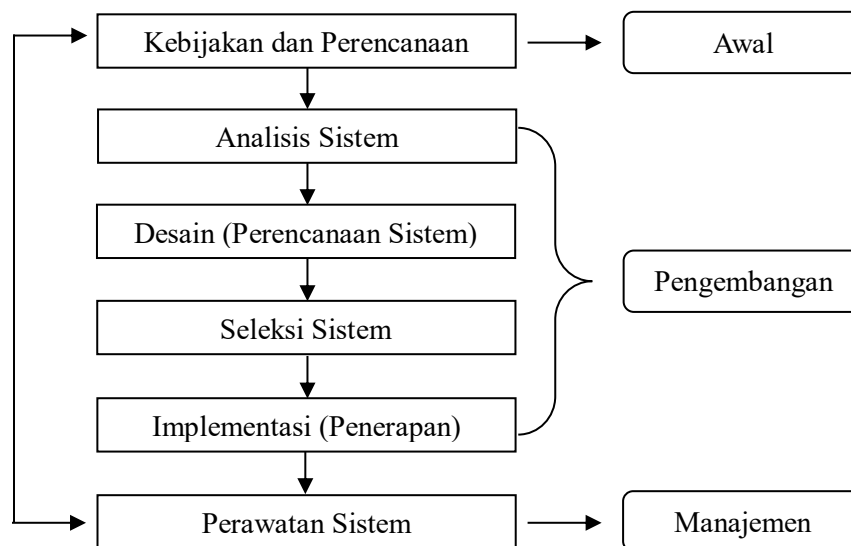 Kebijakan dan Perencanaan
Awal
Analisis Sistem
Desain (Perencanaan Sistem)
Pengembangan
Seleksi Sistem
Implementasi (Penerapan)
Perawatan Sistem
Manajemen